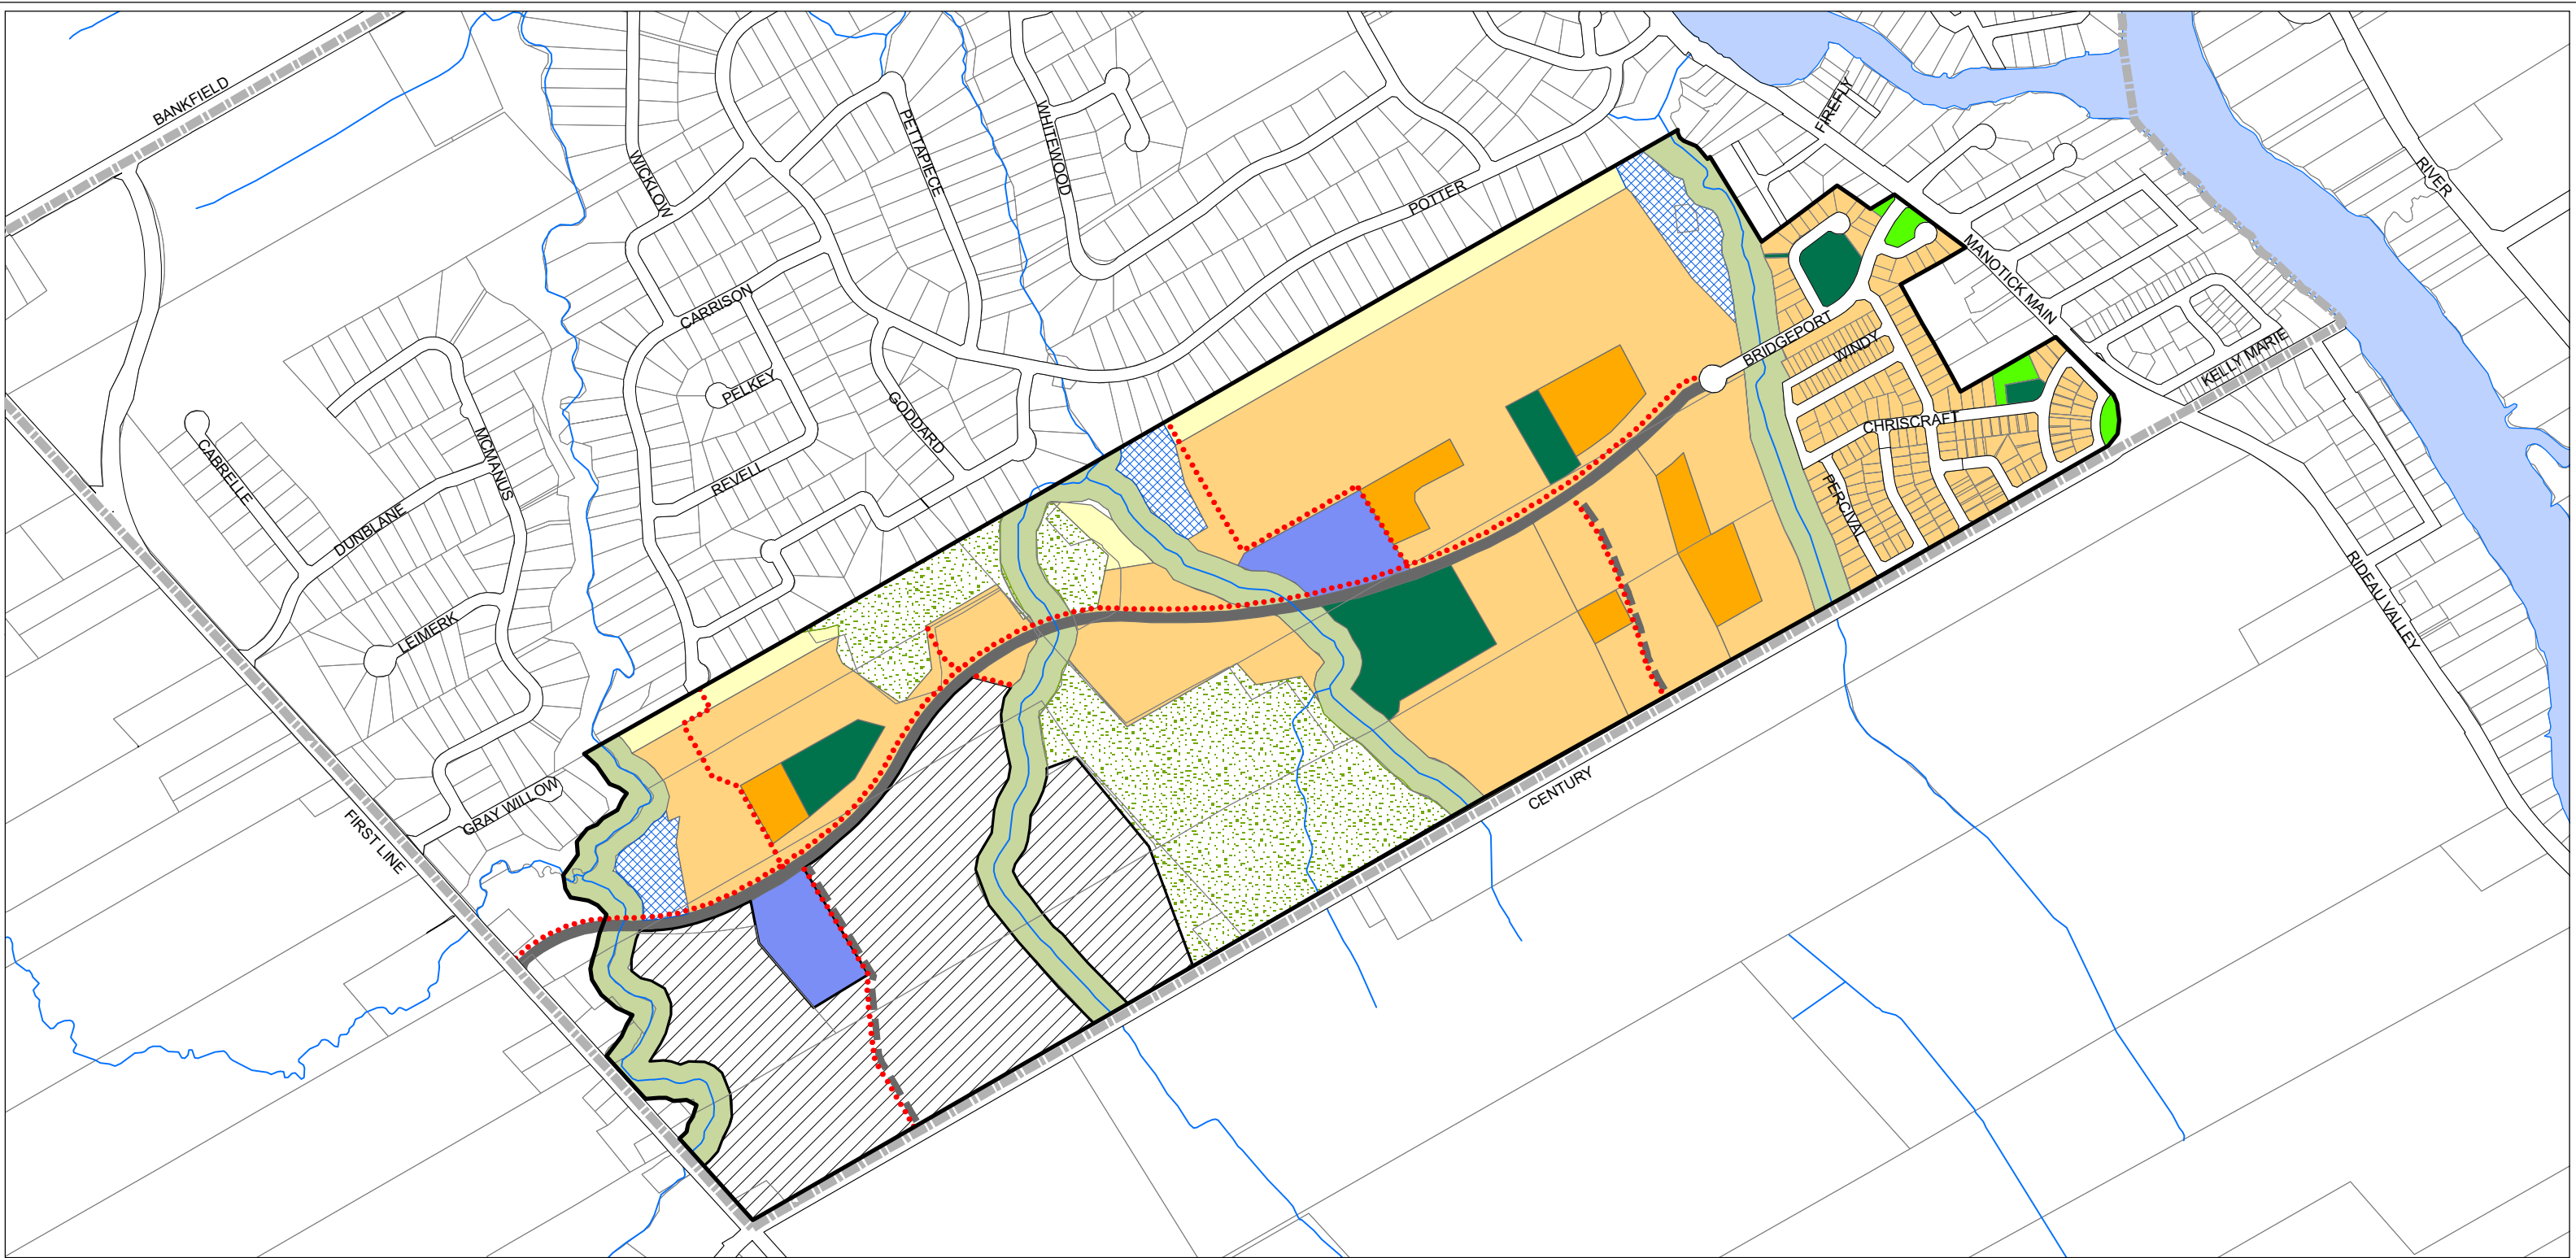 BANKFIELD
FIREFLY
PETTAPIECE
WHITEWOOD
WICKLOW
RIVER
POTTER
MANOTICK MAIN
CARRISON
BRIDGEPORT
WINDY
KELLY MARIE
PELKEY
GODDARD
CHRISCRAFT
CABRELLE
MCMANUS
REVELL
PERCIVAL
DUNBLANE
RIDEAU VALLEY
LEIMERK
CENTURY
GRAY WILLOW
FIRST LINE